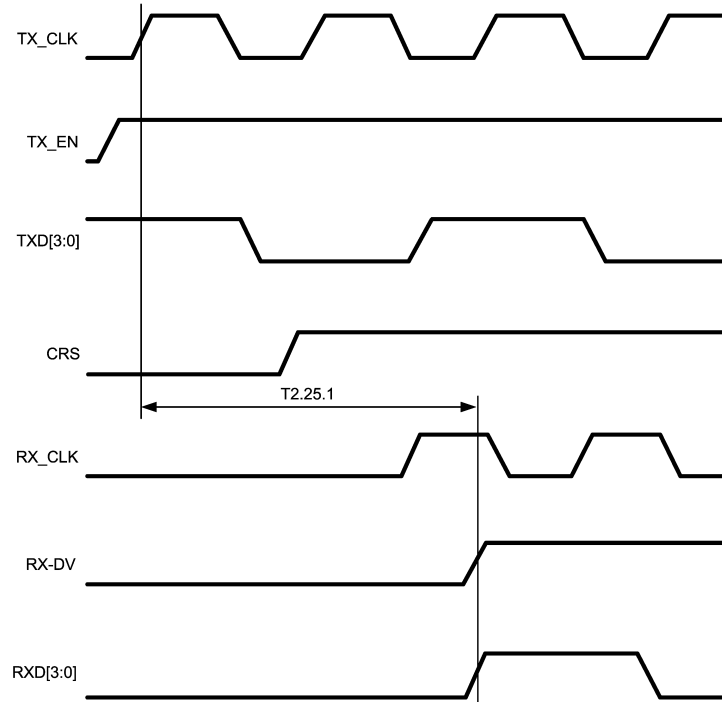 TX_CLK
TX_EN
TXD[3:0]
CRS
T2.25.1
RX_CLK
RX-DV
RXD[3:0]